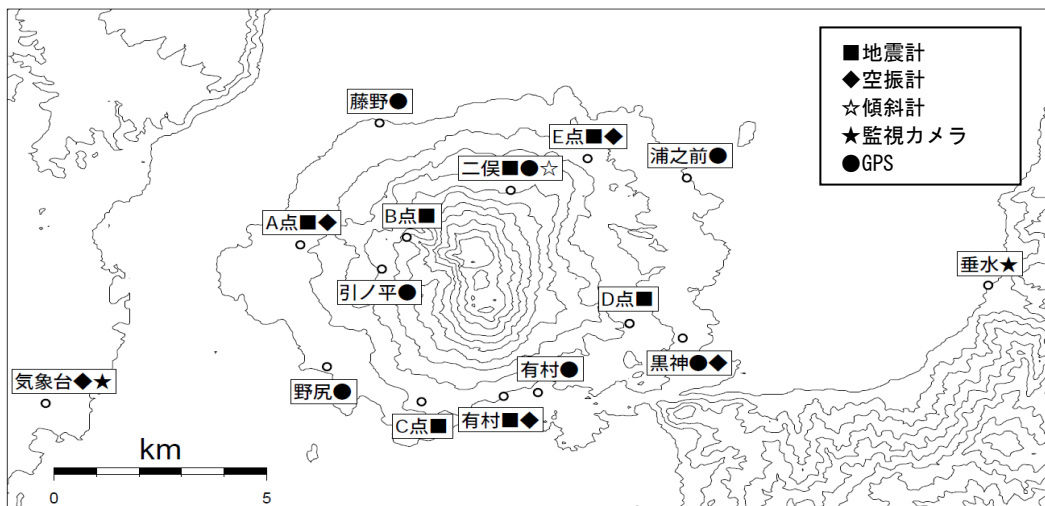 ■地震計
◆空振計
☆傾斜計
★監視カメラ
●GPS
藤野●
E点■◆
浦之前●
二俣■●☆
A点■◆
B点■
垂水★
引ノ平●
D点■
黒神●◆
有村●
気象台◆★
野尻●
C点■
有村■◆
km
0
5